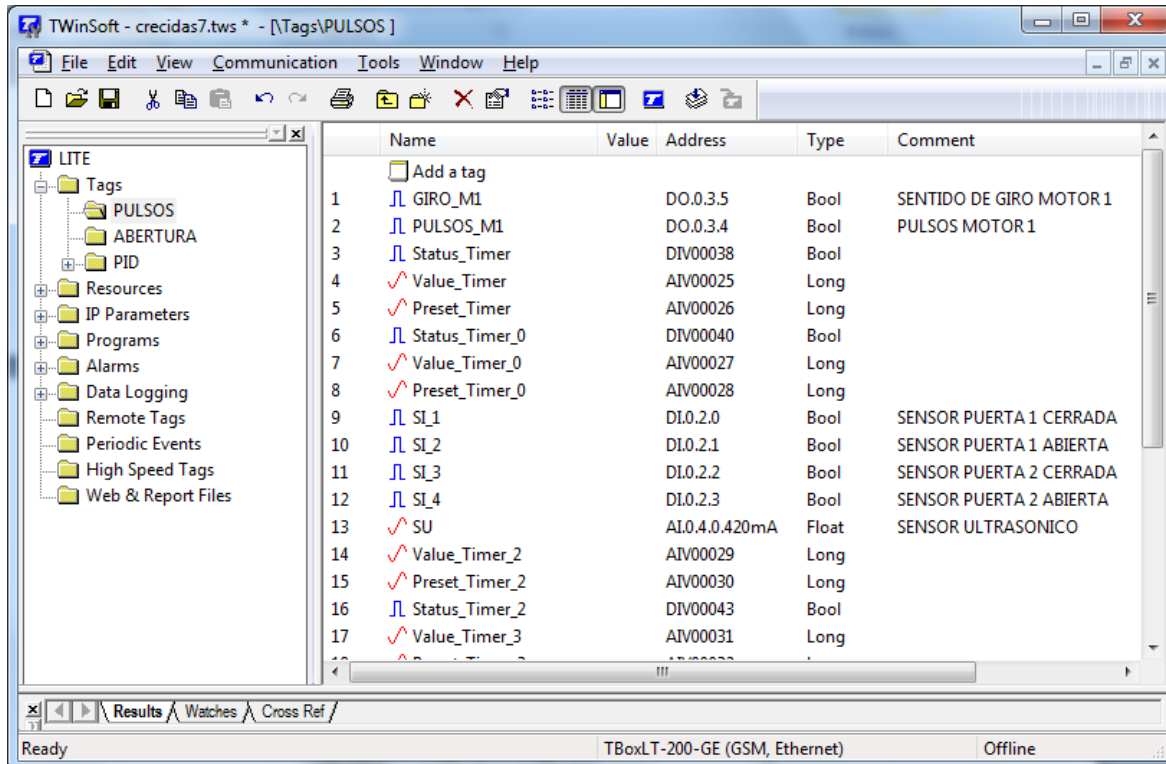 TWinSoft - crecidas7.tws * - [\Tags\PULSOS ]
File Edit View Communication Tools Window Help
Name Value Address Type Comment
LITE
Tags
PULSOS
ABERTURA
PID
Resources
IP Parameters
Programs
Alarms
Data Logging
Remote Tags
Periodic Events
High Speed Tags
Web & Report Files
Add a tag
1 GIRO_M1 DO.0.3.5 Bool SENTIDO DE GIRO MOTOR 1
2 PULSOS_M1 DO.0.3.4 Bool PULSOS MOTOR 1
3 Status_Timer DIV00038 Bool
4 Value_Timer AIV00025 Long
5 Preset_Timer AIV00026 Long
6 Status_Timer_0 DIV00040 Bool
7 Value_Timer_0 AIV00027 Long
8 Preset_Timer_0 AIV00028 Long
9 SI_1 DI.0.2.0 Bool SENSOR PUERTA 1 CERRADA
10 SI_2 DI.0.2.1 Bool SENSOR PUERTA 1 ABIERTA
11 SI_3 DI.0.2.2 Bool SENSOR PUERTA 2 CERRADA
12 SI_4 DI.0.2.3 Bool SENSOR PUERTA 2 ABIERTA
13 SU AI.0.4.0.420mA Float SENSOR ULTRASONICO
14 Value_Timer_2 AIV00029 Long
15 Preset_Timer_2 AIV00030 Long
16 Status_Timer_2 DIV00043 Bool
17 Value_Timer_3 AIV00031 Long
Results Watches Cross Ref
Ready TBoxLT-200-GE (GSM, Ethernet) Offline